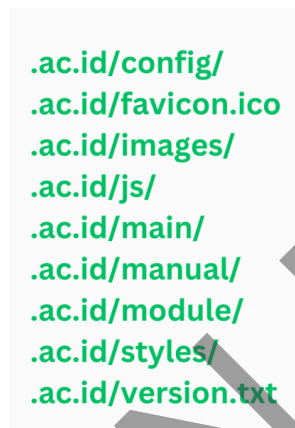 .ac.id/config/
.ac.id/favicon.ico
.ac.id/images/
.ac.id/js/
.ac.id/main/
.ac.id/manual/
.ac.id/module/
.ac.id/styles/
.ac.id/version.txt